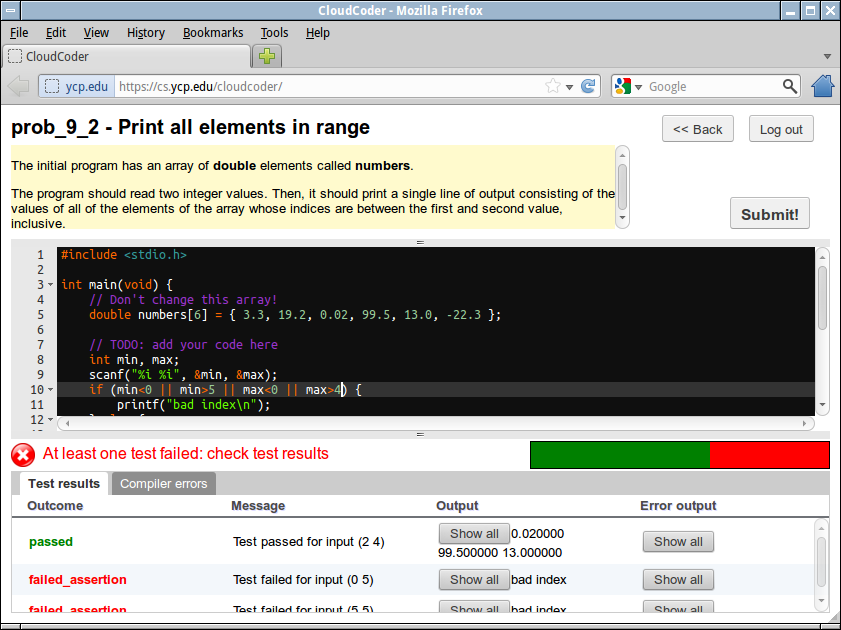 CloudCoder - Mozilla Firefox
File Edit View History Bookmarks Tools Help
CloudCoder
ycp.edu https://cs.ycp.edu/cloudcoder/ Google
prob_9_2 - Print all elements in range
<< Back Log out
The initial program has an array of double elements called numbers.
The program should read two integer values. Then, it should print a single line of output consisting of the
values of all of the elements of the array whose indices are between the first and second value,
inclusive.
Submit!
1 #include <stdio.h>
2
3 int main(void) {
4 // Don't change this array!
5 double numbers[6] = { 3.3, 19.2, 0.02, 99.5, 13.0, -22.3 };
6
7 // TODO: add your code here
8 int min, max;
9 scanf("%i %i", &min, &max);
10 if (min<0 || min>5 || max<0 || max>4) {
11 printf("bad index\n");
12
At least one test failed: check test results
Test results Compiler errors
Outcome Message Output Error output
passed Test passed for input (2 4) Show all 0.020000 Show all
99.500000 13.000000
failed_assertion Test failed for input (0 5) Show all bad index Show all
failed_assertion Test failed for input (5 5) Show all bad index Show all